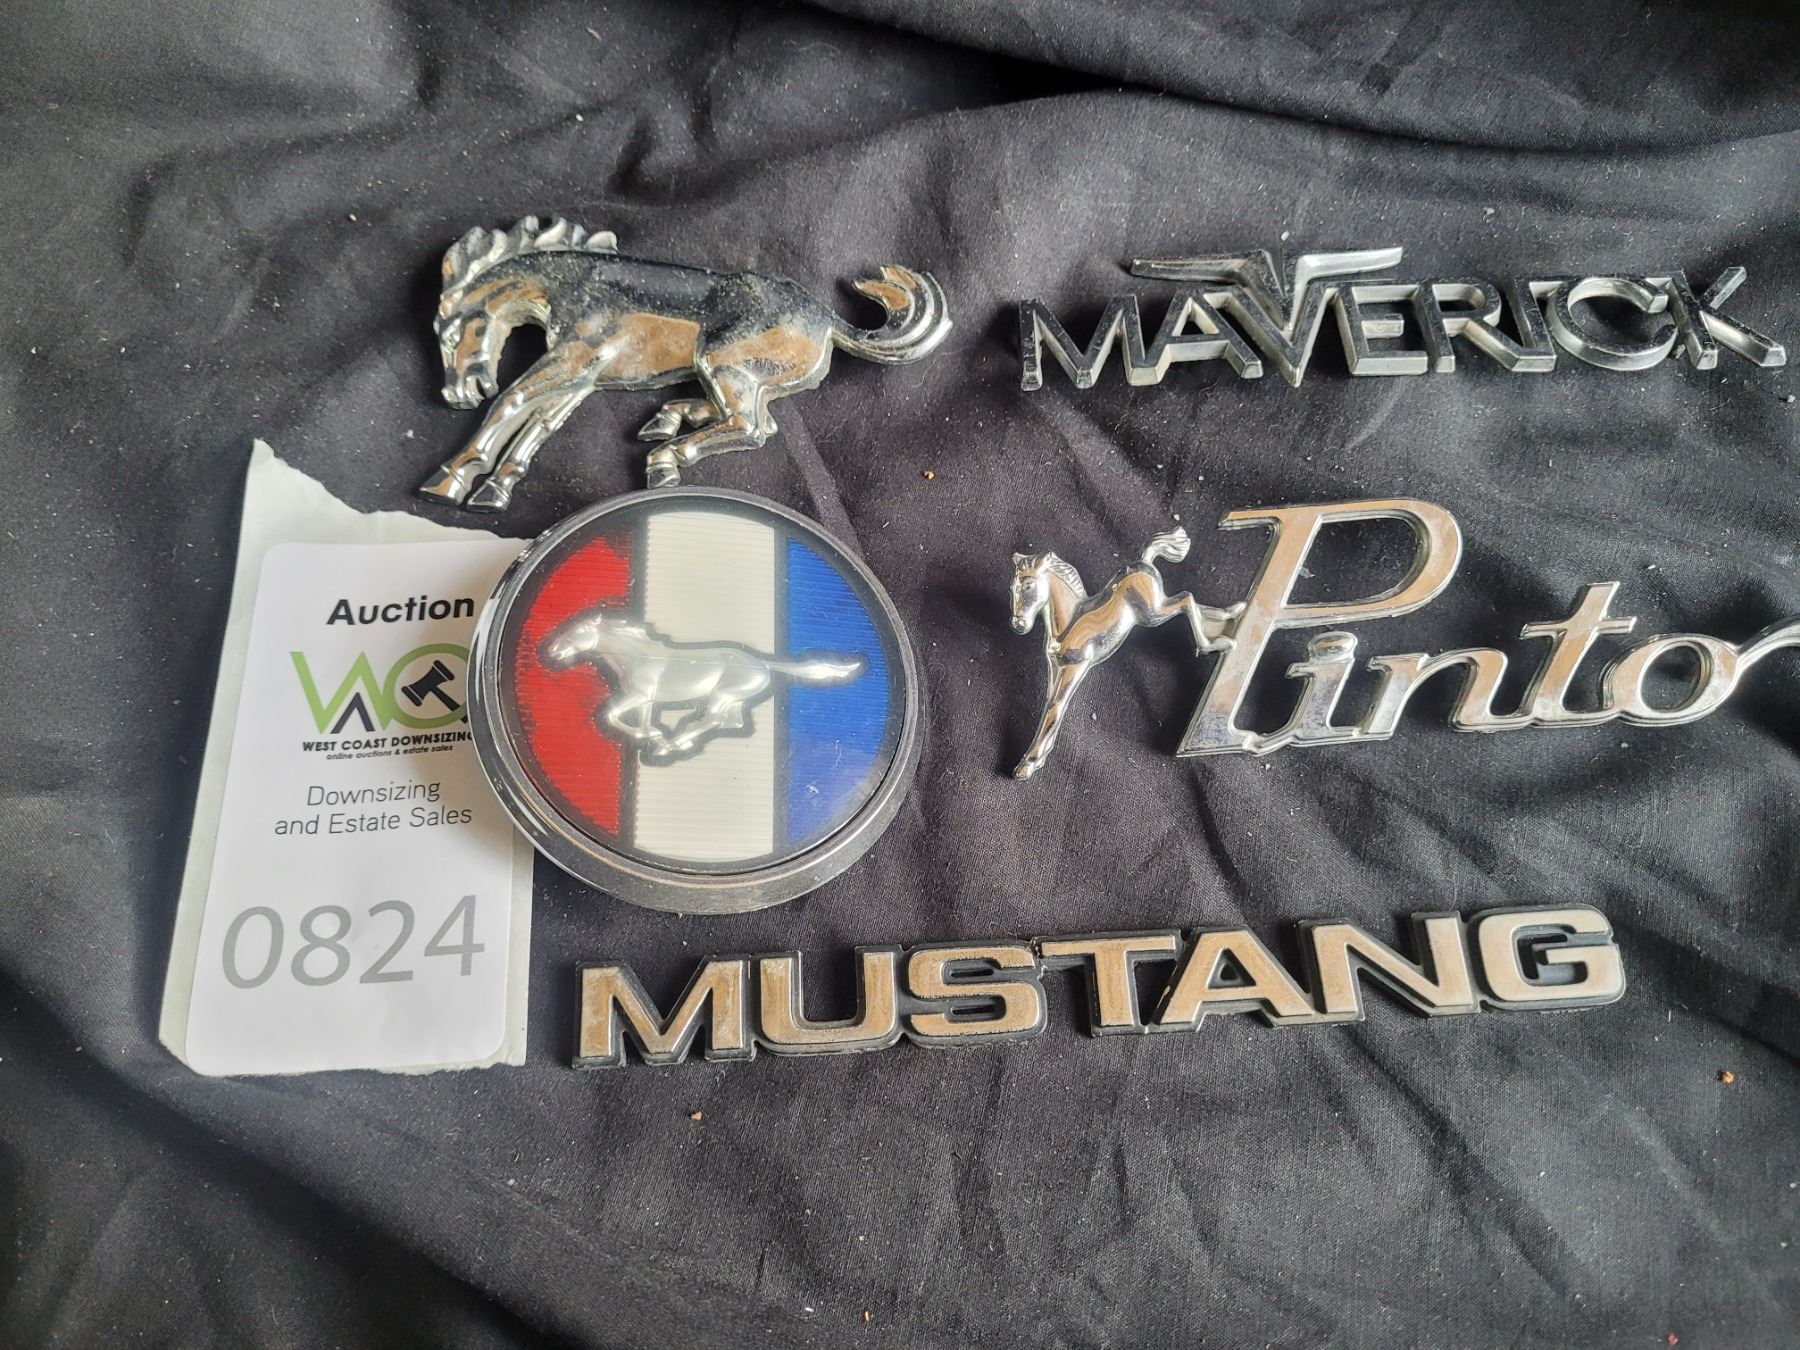 MAVERICK
Pinto
Auction
WEST COAST DOWNSIZING
online auctions & estate sales
Downsizing
and Estate Sales
0824
MUSTANG